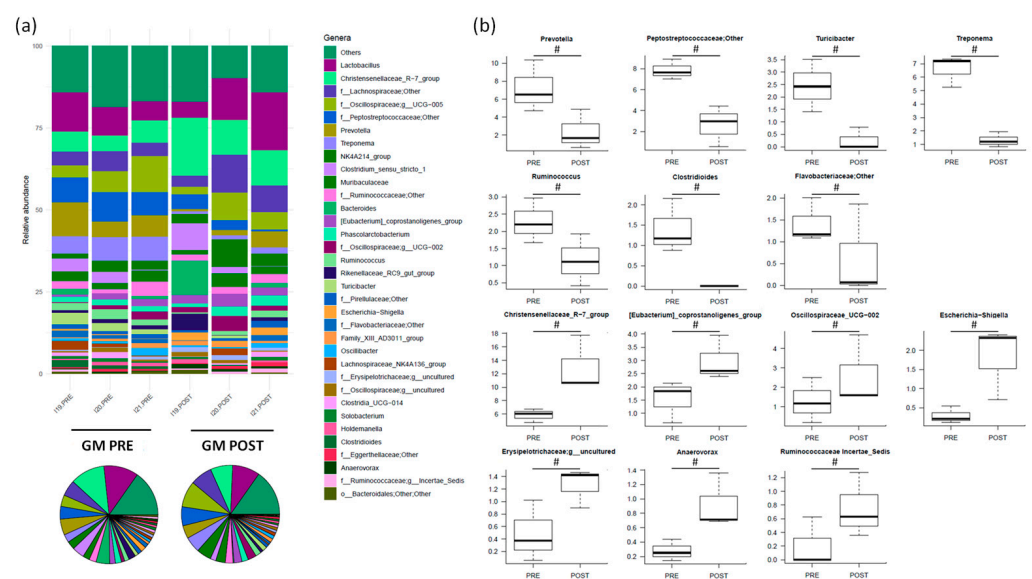 (a)
Relative abundance
100
75
50
25
0
I19.PRE
I20.PRE
I21.PRE
I19.POST
I20.POST
I21.POST
GM PRE
GM POST
Genera
Others
Lactobacillus
Christensenellaceae_R-7_group
f__Lachnospiraceae;Other
f__Oscillospiraceae;g__UCG-005
f__Peptostreptococcaceae;Other
Prevotella
Treponema
NK4A214_group
Clostridium_sensu_stricto_1
Muribaculaceae
f__Ruminococcaceae;Other
Bacteroides
[Eubacterium]_coprostanoligenes_group
Phascolarctobacterium
f__Oscillospiraceae;g__UCG-002
Ruminococcus
Rikenellaceae_RC9_gut_group
Turicibacter
f__Pirellulaceae;Other
Escherichia-Shigella
f__Flavobacteriaceae;Other
Family_XIII_AD3011_group
Oscillibacter
Lachnospiraceae_NK4A136_group
f__Erysipelotrichaceae;g__uncultured
f__Oscillospiraceae;g__uncultured
Clostridia_UCG-014
Solobacterium
Holdemanella
Clostridioides
f__Eggerthellaceae;Other
Anaerovorax
f__Ruminococcaceae;g__Incertae_Sedis
o__Bacteroidales;Other;Other
(b)
Prevotella
#
10
8
6
4
2
PRE POST
Peptostreptococcaceae;Other
#
8
7
6
5
4
3
2
1
PRE POST
Turicibacter
#
3.5
3.0
2.5
2.0
1.5
1.0
0.5
0.0
PRE POST
Treponema
#
7
6
5
4
3
2
1
PRE POST
Ruminococcus
#
3.0
2.5
2.0
1.5
1.0
0.5
PRE POST
Clostridioides
#
2.0
1.5
1.0
0.5
0.0
PRE POST
Flavobacteriaceae;Other
#
2.0
1.5
1.0
0.5
0.0
PRE POST
Christensenellaceae_R-7_group
#
16
14
12
10
8
6
PRE POST
[Eubacterium]_coprostanoligenes_group
#
4.0
3.5
3.0
2.5
2.0
1.5
1.0
PRE POST
Oscillospiraceae_UCG-002
#
4
3
2
1
PRE POST
Escherichia-Shigella
#
2.0
1.5
1.0
0.5
PRE POST
Erysipelotrichaceae;g__uncultured
#
1.4
1.2
1.0
0.8
0.6
0.4
0.2
PRE POST
Anaerovorax
#
1.4
1.2
1.0
0.8
0.6
0.4
0.2
PRE POST
Ruminococcaceae Incertae_Sedis
#
1.2
1.0
0.8
0.6
0.4
0.2
0.0
PRE POST